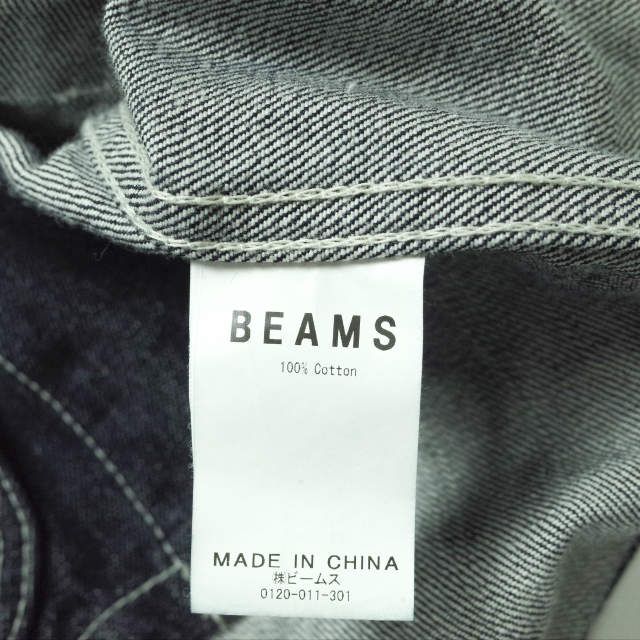 BEAMS
100% Cotton
MADE IN CHINA
㈱ビームス
0120-011-301